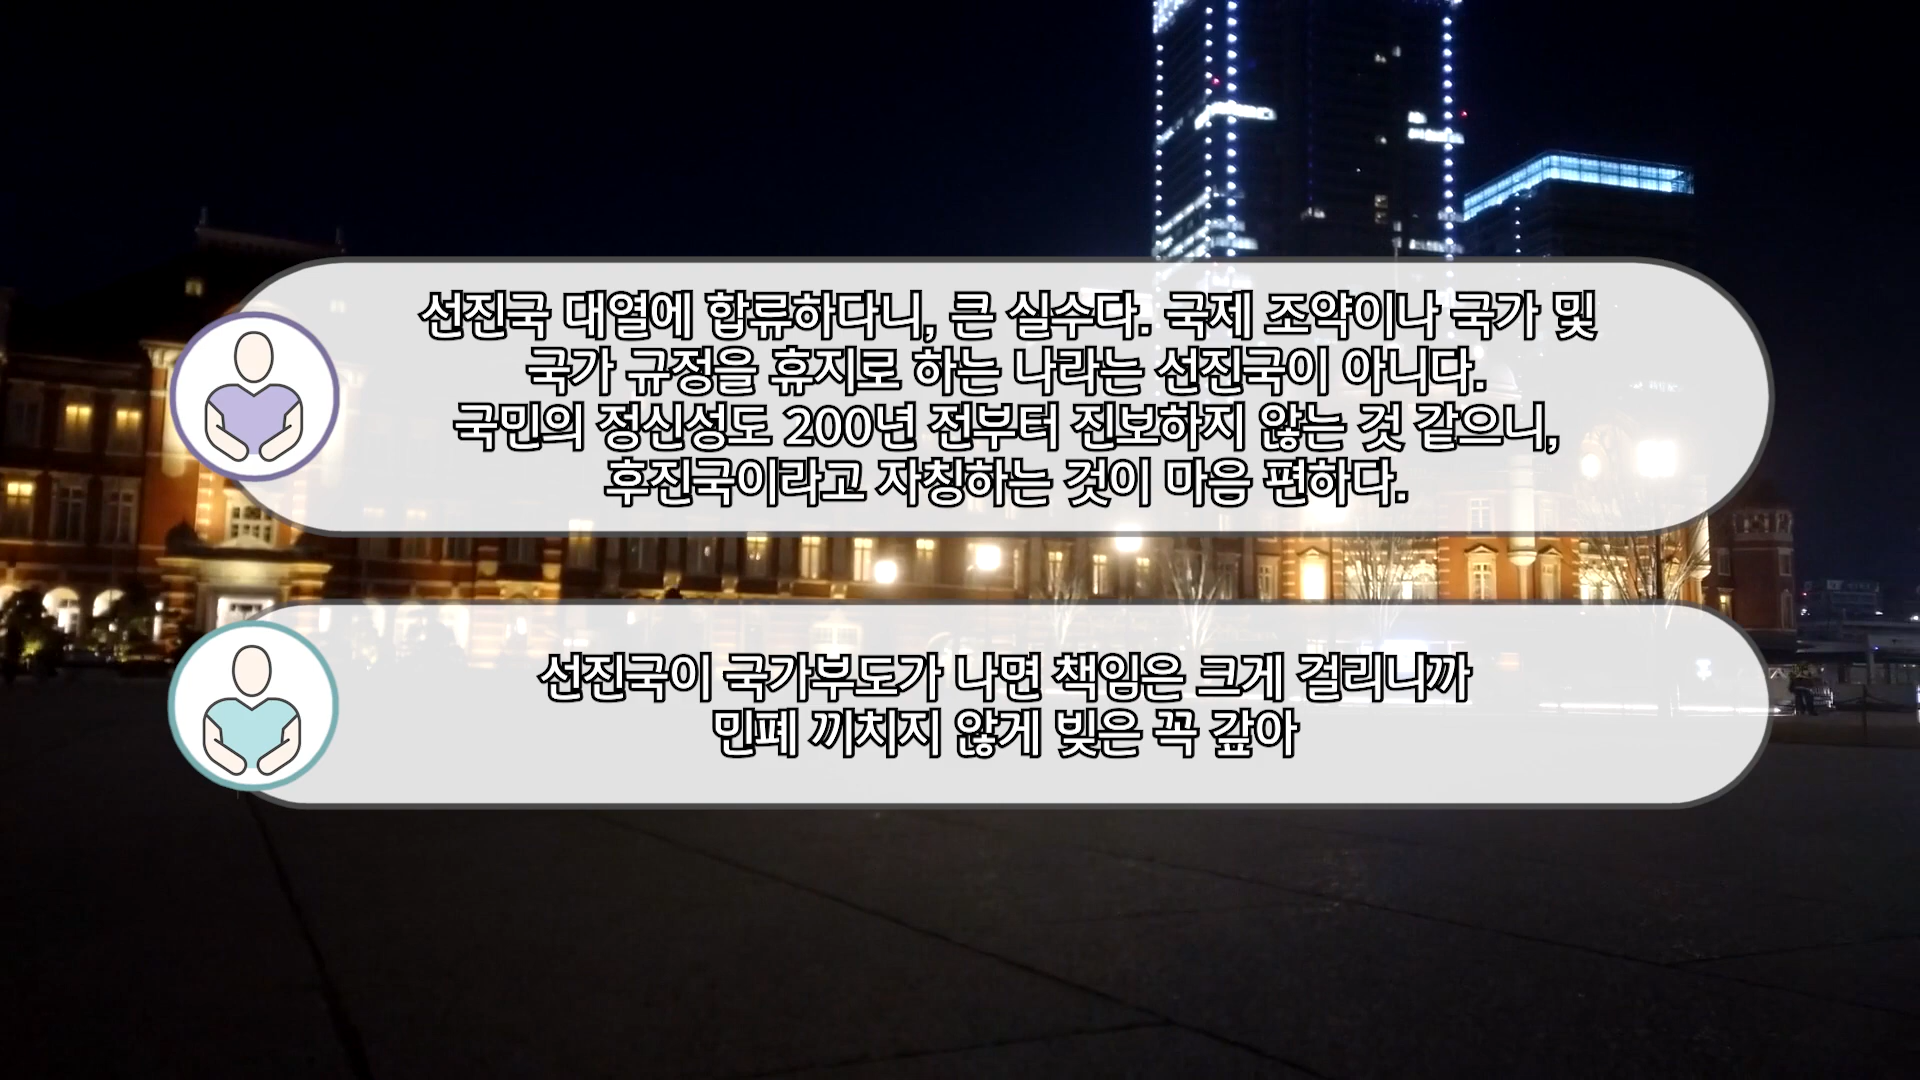 선진국 대열에 합류하다니, 큰 실수다. 국제 조약이나 국가 및
국가 규정을 휴지로 하는 나라는 선진국이 아니다.
국민의 정신성도 200년 전부터 진보하지 않는 것 같으니,
후진국이라고 자칭하는 것이 마음 편하다.
선진국이 국가부도가 나면 책임은 크게 걸리니까
민폐 끼치지 않게 빚은 꼭 갚아